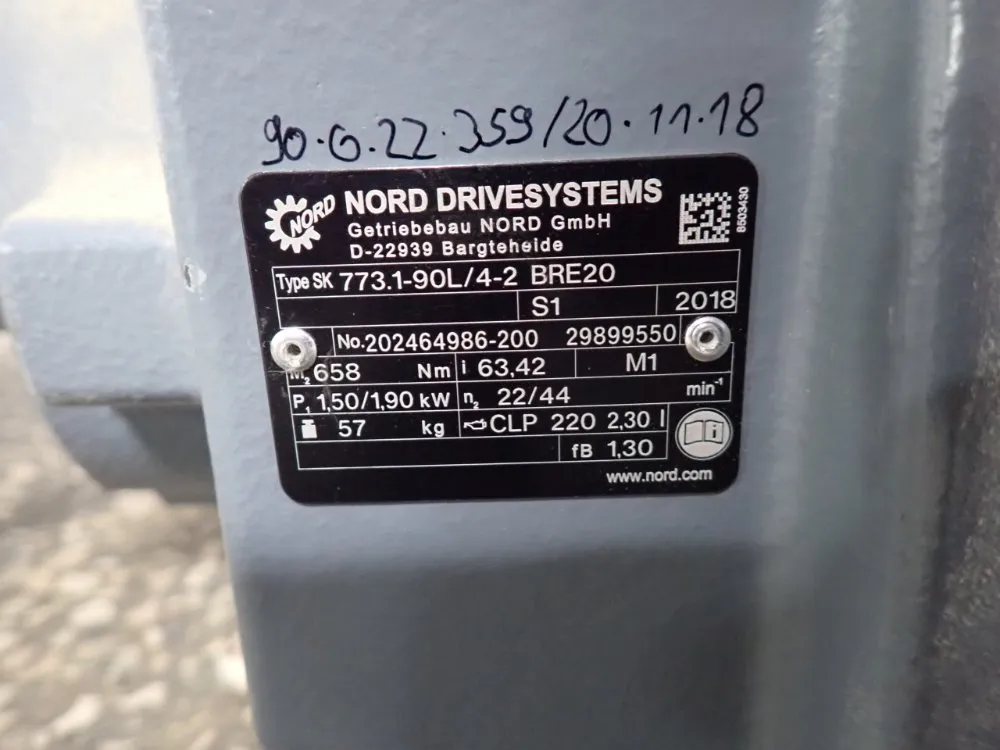 90.6.22.359/20.11.18
NORD
NORD DRIVESYSTEMS
Getriebebau NORD GmbH
D-22939 Bargteheide
8503430
Type SK 773.1-90L/4-2 BRE20
S1 2018
No.202464986-200 29899550
M2 658 Nm i 63,42 M1
P1 1,50/1,90 kW n2 22/44 min-1
57 kg CLP 220 2,30 l
fB 1,30
www.nord.com